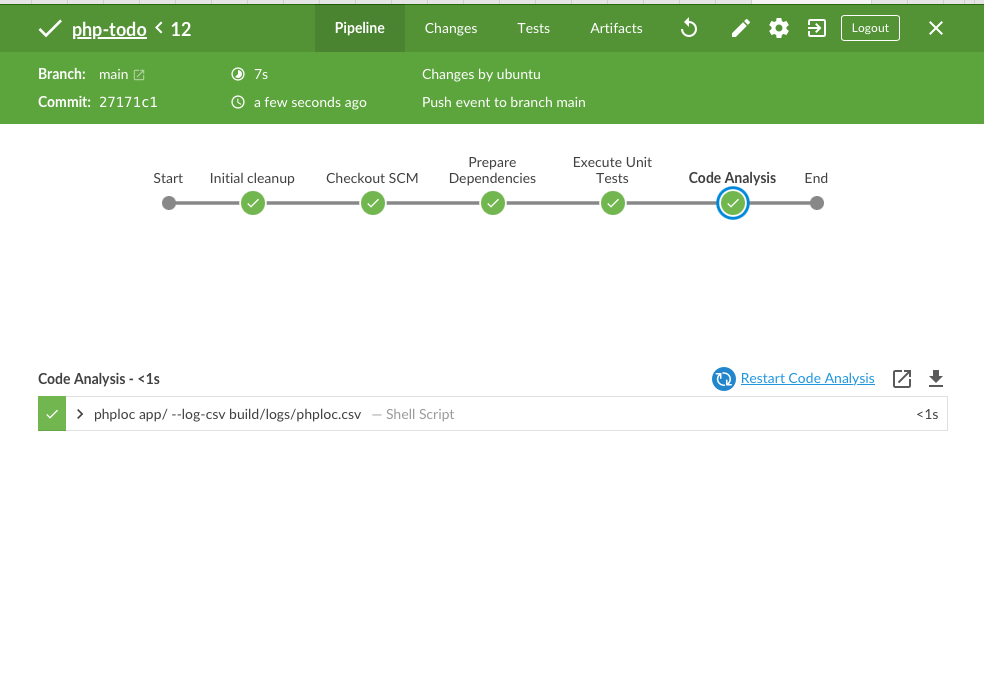 php-todo < 12 Pipeline Changes Tests Artifacts Logout
Branch: main 7s Changes by ubuntu
Commit: 27171c1 a few seconds ago Push event to branch main
Start Initial cleanup Checkout SCM Prepare Dependencies Execute Unit Tests Code Analysis End
Code Analysis - <1s Restart Code Analysis
phploc app/ --log-csv build/logs/phploc.csv — Shell Script <1s